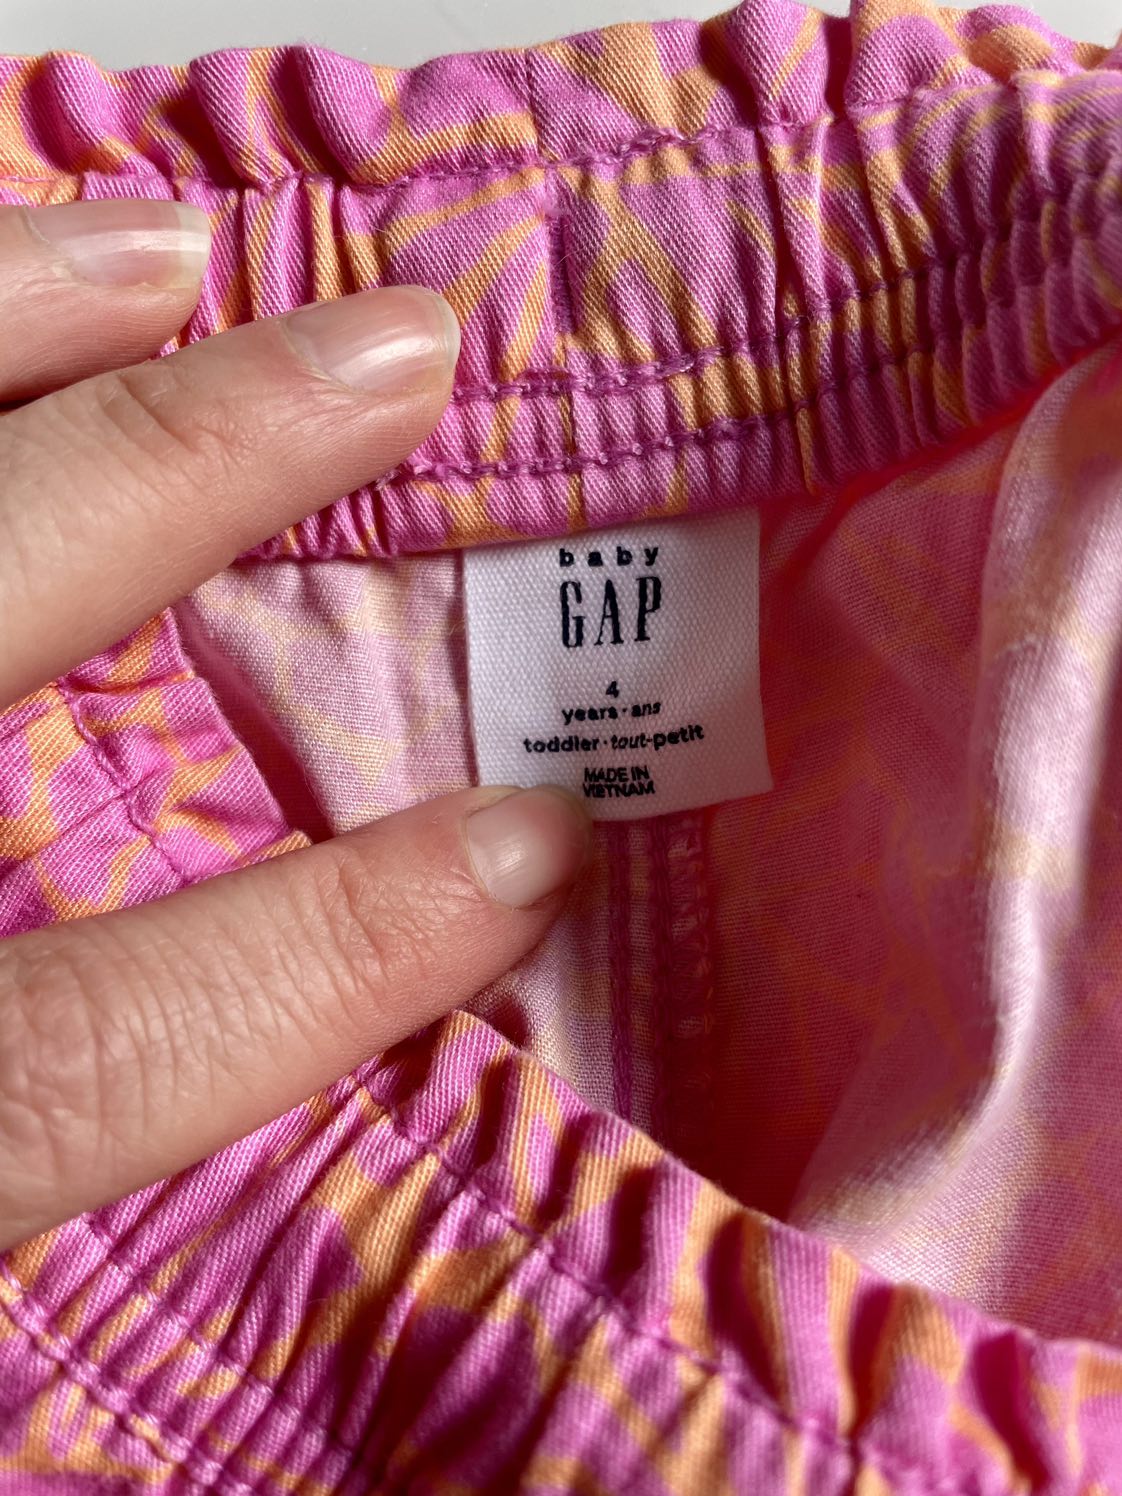 baby
GAP
4
years·ans
toddler·tout-petit
MADE IN
VIETNAM